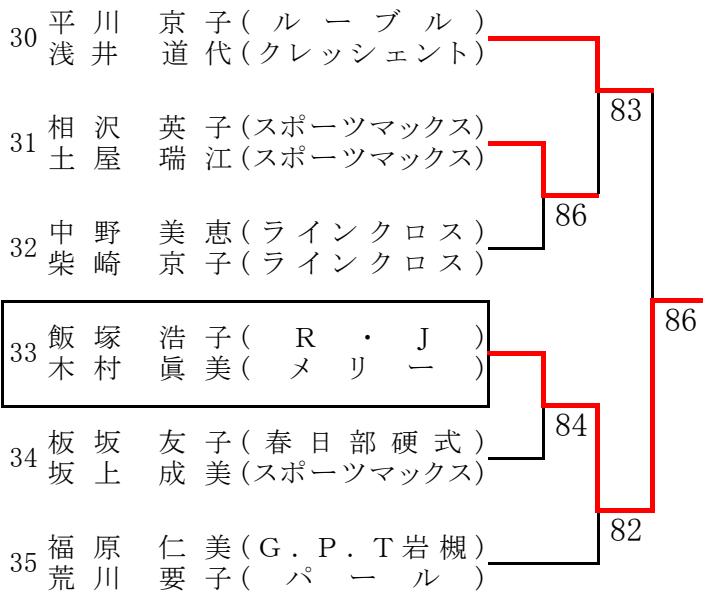 30 平川 京子(ルーブル)
浅井 道代(クレッシェント)
83
31 相沢 英子(スポーツマックス)
土屋 瑞江(スポーツマックス)
86
32 中野 美恵(ラインクロス)
柴崎 京子(ラインクロス)
86
33 飯塚 浩子(R・J)
木村 眞美(メリー)
84
34 板坂 友子(春日部硬式)
坂上 成美(スポーツマックス)
82
35 福原 仁美(G.P.T岩槻)
荒川 要子(パール)